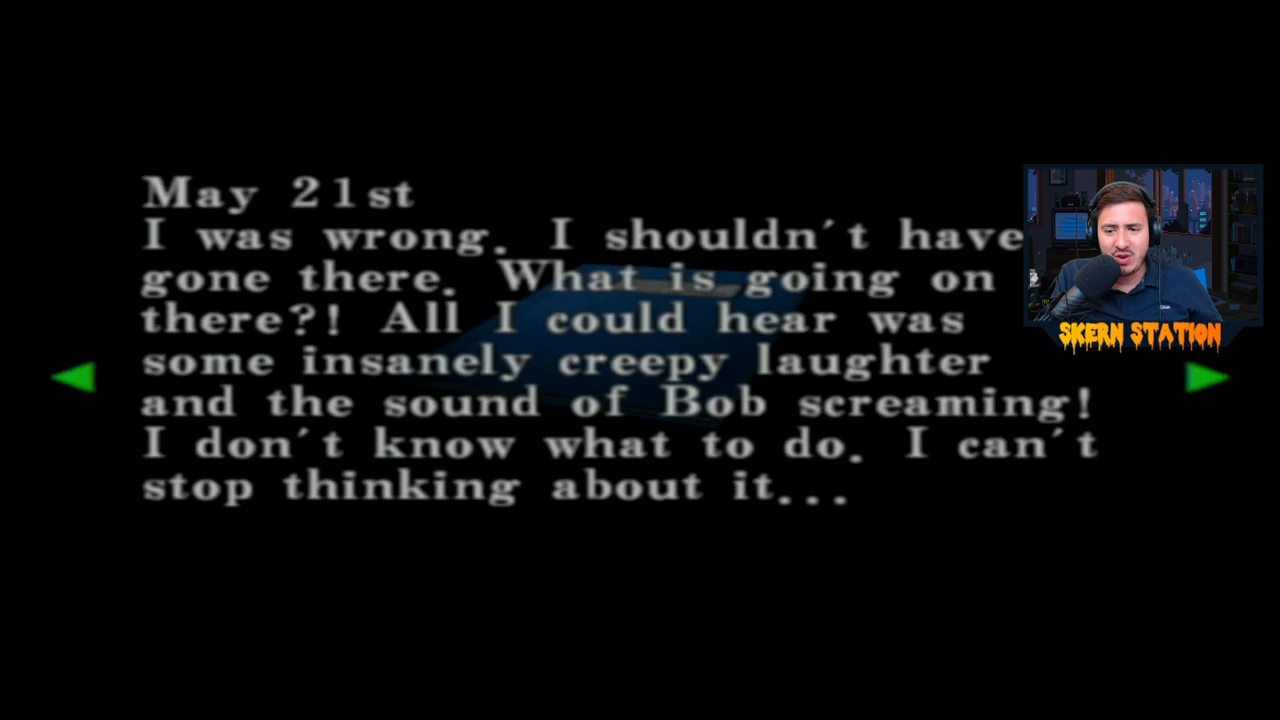 May 21st
I was wrong. I shouldn´t have
gone there. What is going on
there?! All I could hear was
some insanely creepy laughter
and the sound of Bob screaming!
I don´t know what to do. I can´t
stop thinking about it...
SKERN STATION